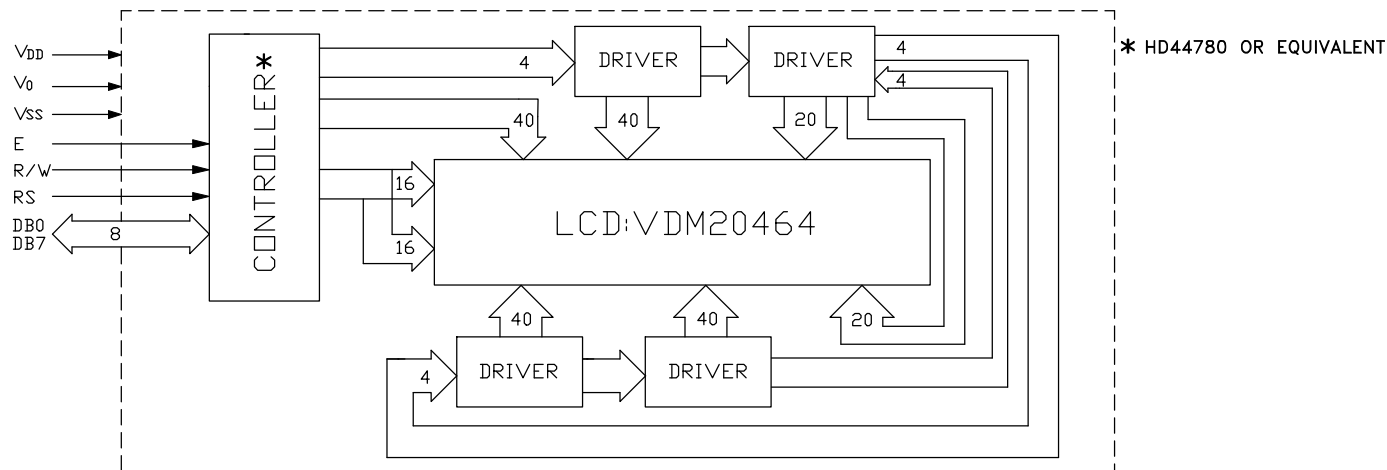 VDD
V0
VSS
E
R/W
RS
DB0
DB7
8
CONTROLLER*
4
DRIVER
DRIVER
4
4
* HD44780 OR EQUIVALENT
40
40
20
16
16
LCD:VDM20464
40
40
20
4
DRIVER
DRIVER